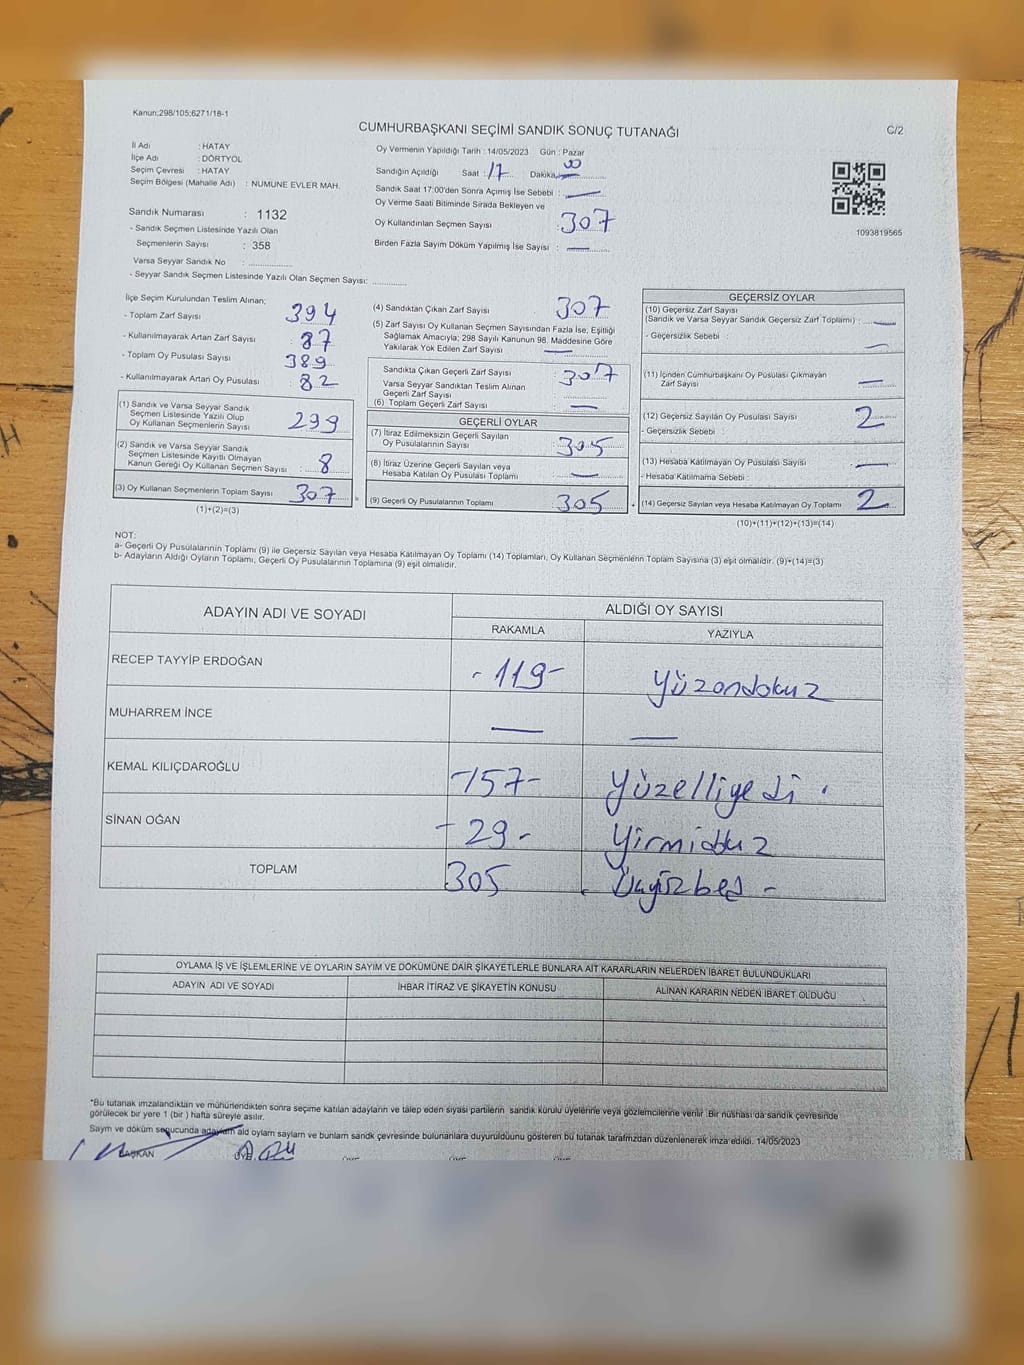 Kanun:298/105;6271/18-1
CUMHURBAŞKANI SEÇİMİ SANDIK SONUÇ TUTANAĞI
C/2
İl Adı : HATAY
İlçe Adı : DÖRTYOL
Seçim Çevresi : HATAY
Seçim Bölgesi (Mahalle Adı) : NUMUNE EVLER MAH.
Sandık Numarası : 1132
- Sandık Seçmen Listesinde Yazılı Olan
Seçmenlerin Sayısı : 358
Varsa Seyyar Sandık No : ..............
- Seyyar Sandık Seçmen Listesinde Yazılı Olan Seçmen Sayısı: ..............
Oy Vermenin Yapıldığı Tarih : 14/05/2023 Gün : Pazar
Sandığın Açıldığı Saat : 17 Dakika 00
Sandık Saat 17:00'den Sonra Açımış İse Sebebi : —
Oy Verme Saati Bitiminde Sırada Bekleyen ve
Oy Kullandırılan Seçmen Sayısı : 307
Birden Fazla Sayım Döküm Yapılmış İse Sayısı : —
1093819565
İlçe Seçim Kurulundan Teslim Alınan;
- Toplam Zarf Sayısı : 394
- Kullanılmayarak Artan Zarf Sayısı : 87
- Toplam Oy Pusulası Sayısı : 389
- Kullanılmayarak Artan Oy Pusulası : 82
(1) Sandık ve Varsa Seyyar Sandık
Seçmen Listesinde Yazılı Olup
Oy Kullanan Seçmenlerin Sayısı : 299
(2) Sandık ve Varsa Seyyar Sandık
Seçmen Listesinde Kayıtlı Olmayan
Kanun Gereği Oy Kullanan Seçmen Sayısı : 8
(3) Oy Kullanan Seçmenlerin Toplam Sayısı : 307
(1)+(2)=(3)
(4) Sandıktan Çıkan Zarf Sayısı : 307
(5) Zarf Sayısı Oy Kullanan Seçmen Sayısından Fazla İse, Eşitliği
Sağlamak Amacıyla; 298 Sayılı Kanunun 98. Maddesine Göre
Yakılarak Yok Edilen Zarf Sayısı : —
Sandıkta Çıkan Geçerli Zarf Sayısı : 307
Varsa Seyyar Sandıktan Teslim Alınan
Geçerli Zarf Sayısı
(6) Toplam Geçerli Zarf Sayısı : —
GEÇERLİ OYLAR
(7) İtiraz Edilmeksizin Geçerli Sayılan
Oy Pusulalarının Sayısı : 305
(8) İtiraz Üzerine Geçerli Sayılan veya
Hesaba Katılan Oy Pusulası Toplamı : —
(9) Geçerli Oy Pusulalarının Toplamı : 305
GEÇERSİZ OYLAR
(10) Geçersiz Zarf Sayısı
(Sandık ve Varsa Seyyar Sandık Geçersiz Zarf Toplamı) : —
- Geçersizlik Sebebi : —
(11) İçinden Cumhurbaşkanı Oy Pusulası Çıkmayan
Zarf Sayısı : —
(12) Geçersiz Sayılan Oy Pusulası Sayısı : 2
- Geçersizlik Sebebi :
(13) Hesaba Katılmayan Oy Pusulası Sayısı : —
- Hesaba Katılmama Sebebi :
(14) Geçersiz Sayılan veya Hesaba Katılmayan Oy Toplamı : 2
(10)+(11)+(12)+(13)=(14)
NOT:
a- Geçerli Oy Pusulalarının Toplamı (9) ile Geçersiz Sayılan veya Hesaba Katılmayan Oy Toplamı (14) Toplamları, Oy Kullanan Seçmenlerin Toplam Sayısına (3) eşit olmalıdır. (9)+(14)=(3)
b- Adayların Aldığı Oyların Toplamı, Geçerli Oy Pusulalarının Toplamına (9) eşit olmalıdır.
ADAYIN ADI VE SOYADI
ALDIĞI OY SAYISI
RAKAMLA YAZIYLA
RECEP TAYYİP ERDOĞAN -119- Yüzondokuz
MUHARREM İNCE — —
KEMAL KILIÇDAROĞLU -157- Yüzelliyedi .
SİNAN OĞAN -29-
TOPLAM 305
OYLAMA İŞ VE İŞLEMLERİNE VE OYLARIN SAYIM VE DÖKÜMÜNE DAİR ŞİKAYETLERLE BUNLARA AİT KARARLARIN NELERDEN İBARET BULUNDUKLARI
ADAYIN ADI VE SOYADI İHBAR İTİRAZ VE ŞİKAYETİN KONUSU ALINAN KARARIN NEDEN İBARET OLDUĞU
*Bu tutanak imzalandıktan ve mühürlendikten sonra seçime katılan adayların ve talep eden siyasi partilerin sandık kurulu üyelerine veya gözlemcilerine verilir. Bir nüshası da sandık çevresinde
görülecek bir yere 1 (bir ) hafta süreyle asılır.
Sayım ve döküm sonucunda adayların aldı oyların sayları ve bunların sandk çevresinde bulunanlara duyurulduunu gösteren bu tutanak tarafmzdan düzenlenerek imza edildi. 14/05/2023
BAŞKAN